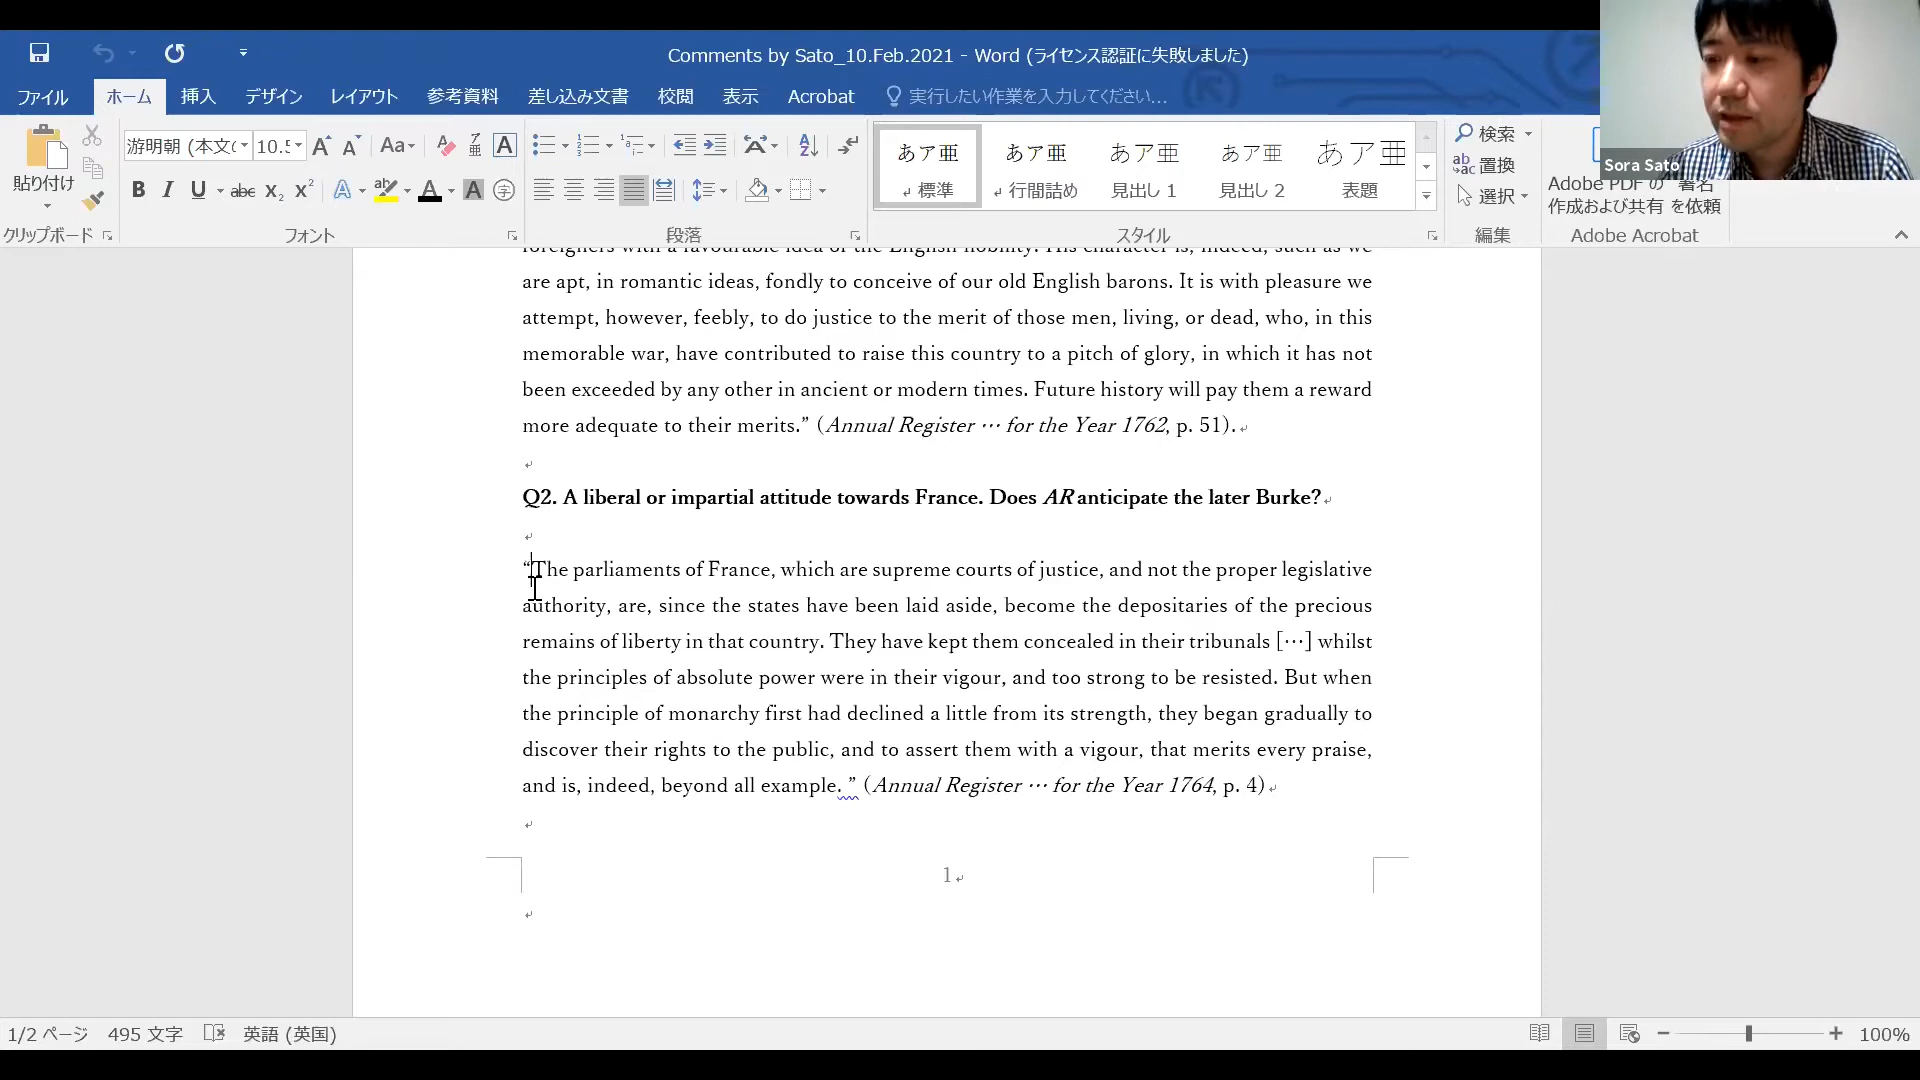 Comments by Sato_10.Feb.2021 - Word (ライセンス認証に失敗しました)
ファイル ホーム 挿入 デザイン レイアウト 参考資料 差し込み文書 校閲 表示 Acrobat 実行したい作業を入力してください...
貼り付け
クリップボード
游明朝 (本文 10.5
Aa
フォント
段落
あア亜 標準
あア亜 行間詰め
あア亜 見出し 1
あア亜 見出し 2
あア亜 表題
スタイル
検索
置換
選択
編集
Adobe PDF の 署名
作成および共有 を依頼
Adobe Acrobat
Sora Sato
foreigners with a favourable idea of the English nobility. His character is, indeed, such as we
are apt, in romantic ideas, fondly to conceive of our old English barons. It is with pleasure we
attempt, however, feebly, to do justice to the merit of those men, living, or dead, who, in this
memorable war, have contributed to raise this country to a pitch of glory, in which it has not
been exceeded by any other in ancient or modern times. Future history will pay them a reward
more adequate to their merits.” (Annual Register … for the Year 1762, p. 51).
Q2. A liberal or impartial attitude towards France. Does AR anticipate the later Burke?
“The parliaments of France, which are supreme courts of justice, and not the proper legislative
authority, are, since the states have been laid aside, become the depositaries of the precious
remains of liberty in that country. They have kept them concealed in their tribunals […] whilst
the principles of absolute power were in their vigour, and too strong to be resisted. But when
the principle of monarchy first had declined a little from its strength, they began gradually to
discover their rights to the public, and to assert them with a vigour, that merits every praise,
and is, indeed, beyond all example. ” (Annual Register … for the Year 1764, p. 4)
1
1/2 ページ 495 文字 英語 (英国) 100%